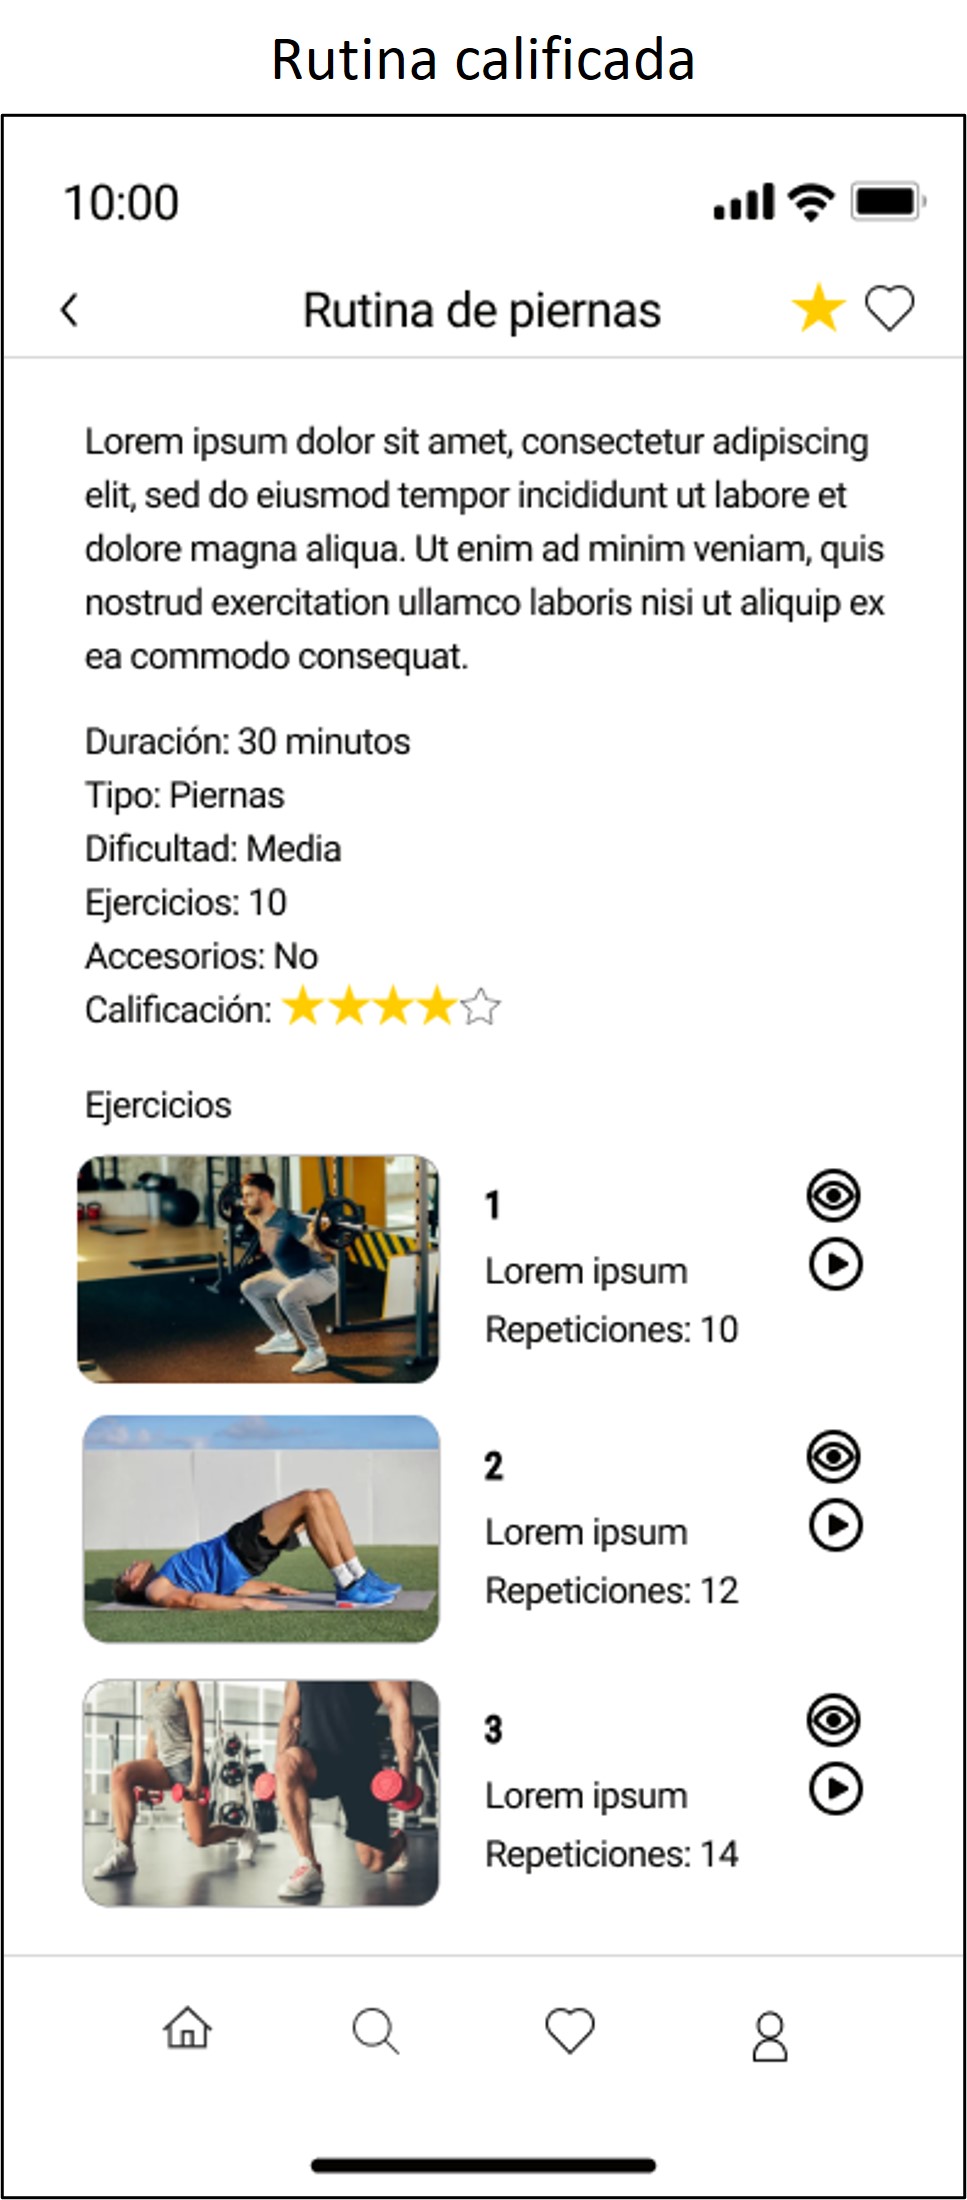 Rutina calificada
10:00
Rutina de piernas
Lorem ipsum dolor sit amet, consectetur adipiscing
elit, sed do eiusmod tempor incididunt ut labore et
dolore magna aliqua. Ut enim ad minim veniam, quis
nostrud exercitation ullamco laboris nisi ut aliquip ex
ea commodo consequat.
Duración: 30 minutos
Tipo: Piernas
Dificultad: Media
Ejercicios: 10
Accesorios: No
Calificación:
Ejercicios
1
Lorem ipsum
Repeticiones: 10
2
Lorem ipsum
Repeticiones: 12
3
Lorem ipsum
Repeticiones: 14